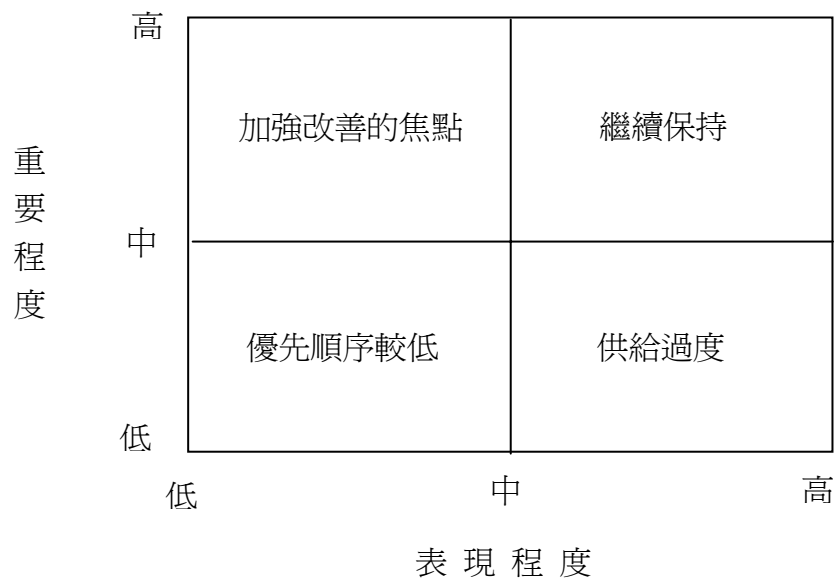 高
加強改善的焦點
繼續保持
重要程度
中
優先順序較低
供給過度
低
低
中
高
表現程度